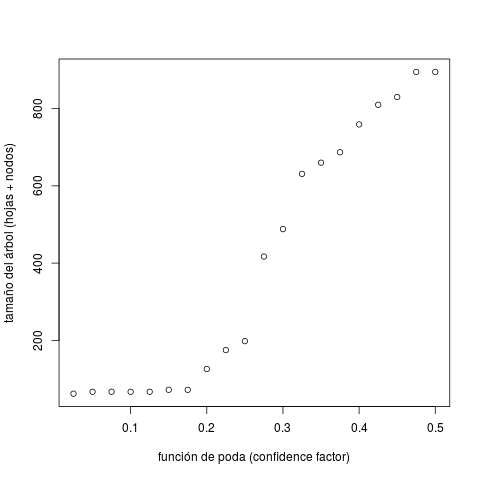 tamaño del árbol (hojas + nodos)
800
600
400
200
0.1 0.2 0.3 0.4 0.5
función de poda (confidence factor)